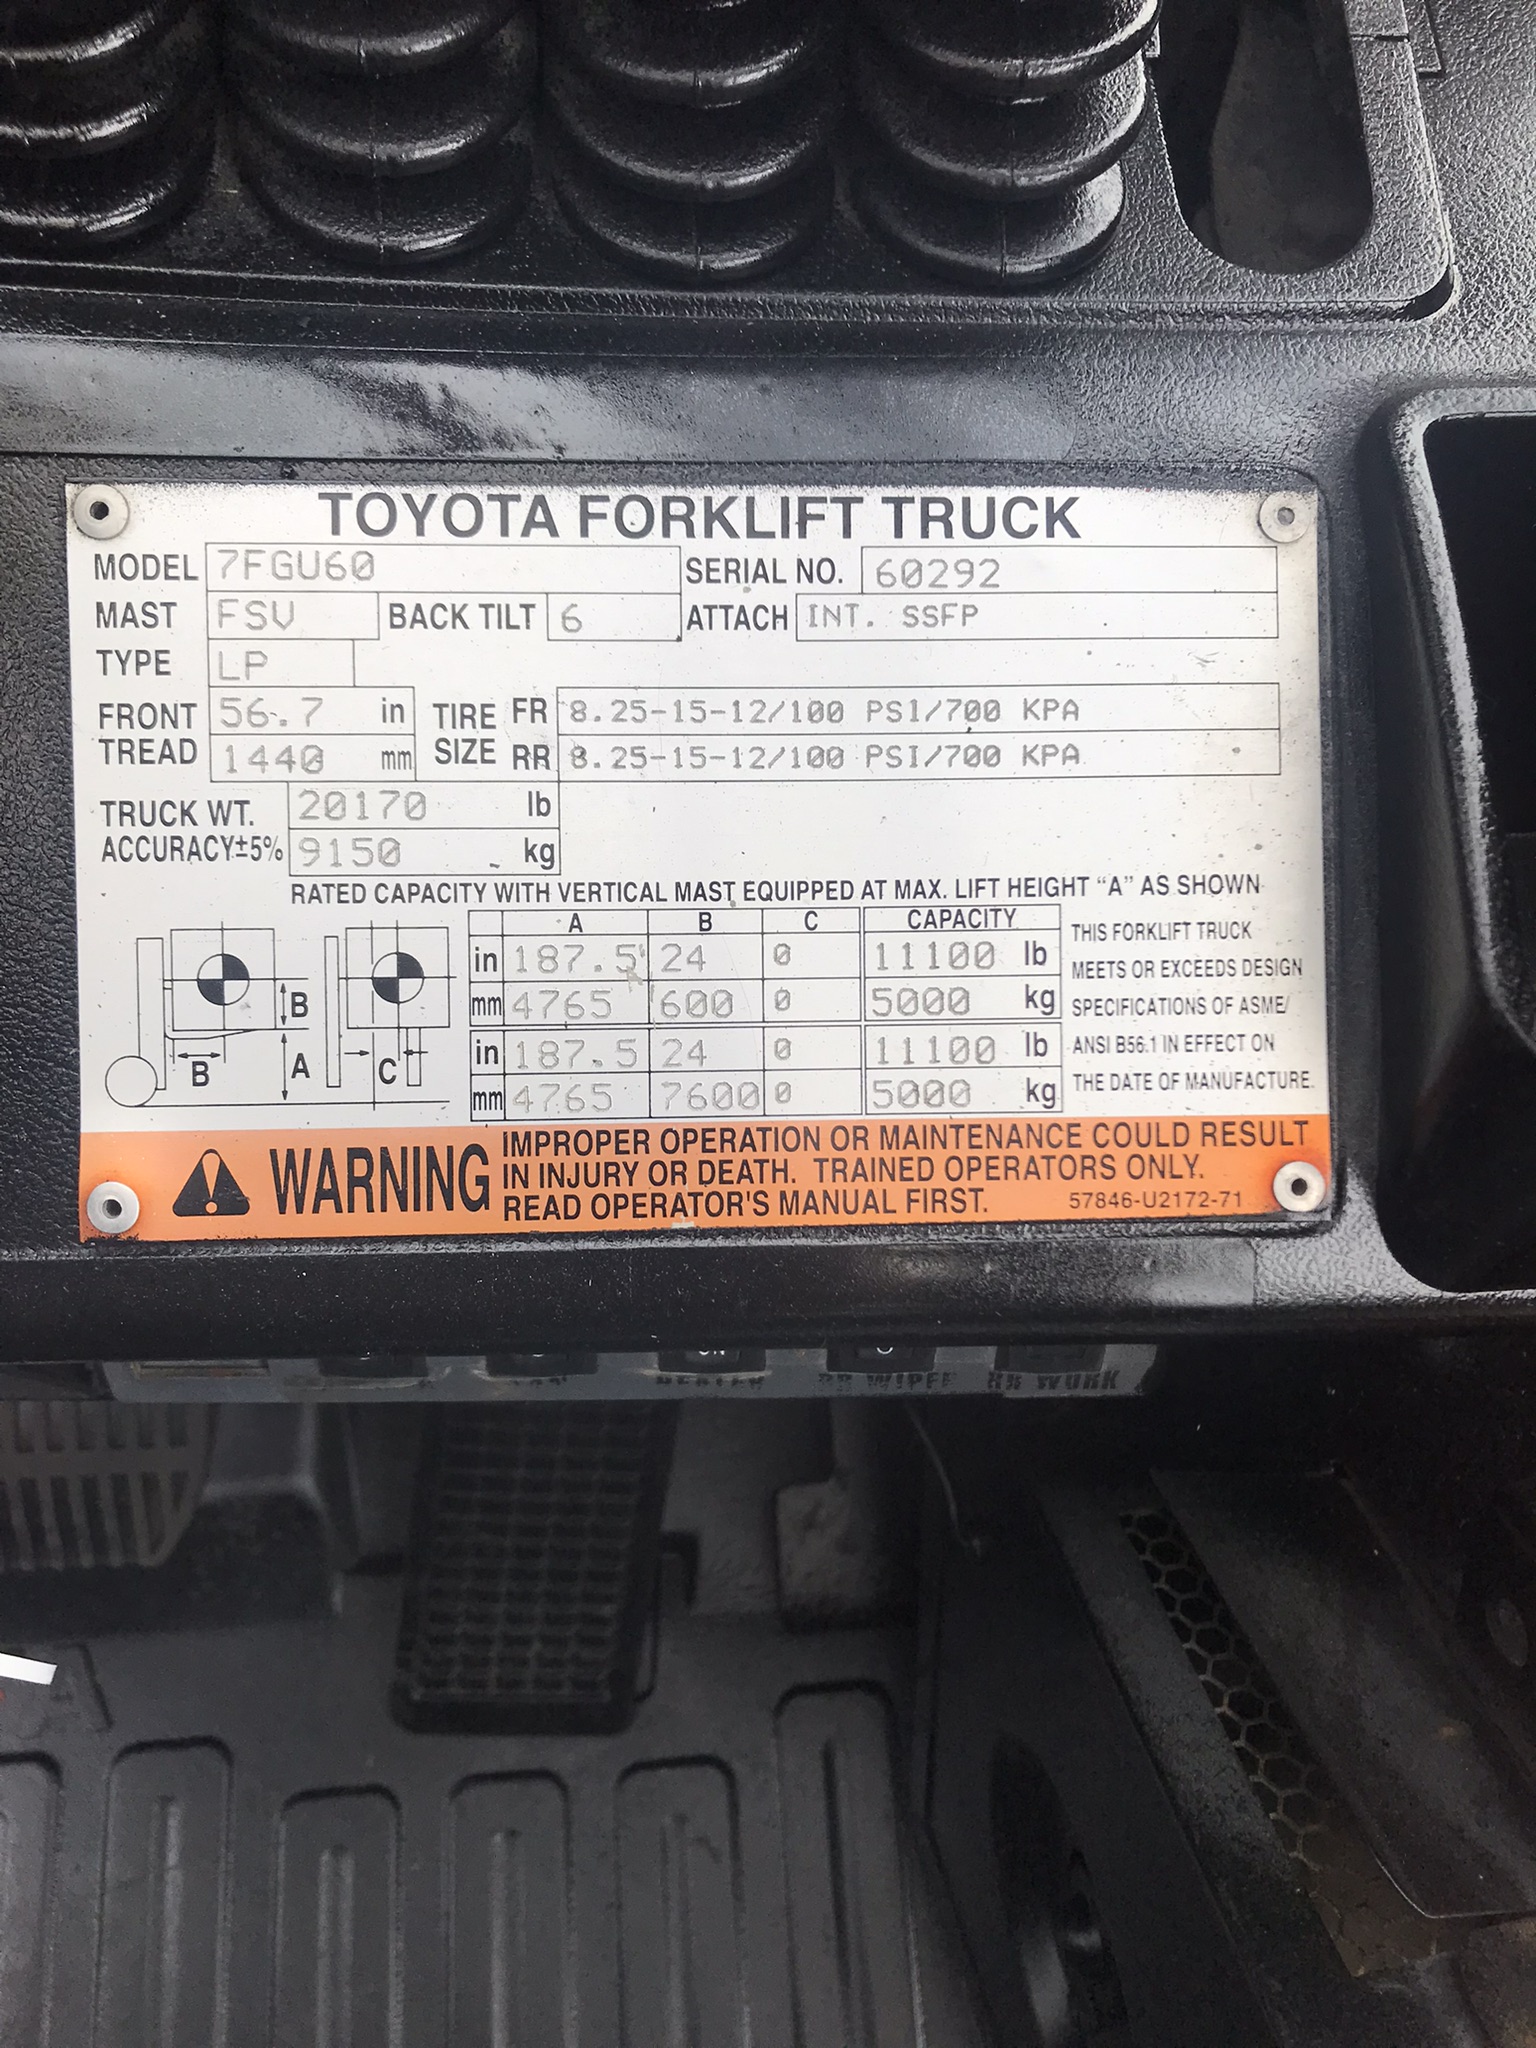 TOYOTA FORKLIFT TRUCK
MODEL 7FGU60 SERIAL NO. 60292
MAST FSV BACK TILT 6 ATTACH INT. SSFP
TYPE LP
FRONT TREAD 56.7 in TIRE SIZE FR 8.25-15-12/100 PSI/700 KPA
1440 mm RR 8.25-15-12/100 PSI/700 KPA
TRUCK WT. 20170 lb
ACCURACY±5% 9150 kg
RATED CAPACITY WITH VERTICAL MAST EQUIPPED AT MAX. LIFT HEIGHT "A" AS SHOWN
A B C CAPACITY
in 187.5 24 0 11100 lb
mm 4765 600 0 5000 kg
in 187.5 24 0 11100 lb
mm 4765 7600 0 5000 kg
B
B
A
C
THIS FORKLIFT TRUCK
MEETS OR EXCEEDS DESIGN
SPECIFICATIONS OF ASME/
ANSI B56.1 IN EFFECT ON
THE DATE OF MANUFACTURE.
WARNING
IMPROPER OPERATION OR MAINTENANCE COULD RESULT
IN INJURY OR DEATH. TRAINED OPERATORS ONLY.
READ OPERATOR'S MANUAL FIRST. 57846-U2172-71
ON
RR WIPER RR WORK